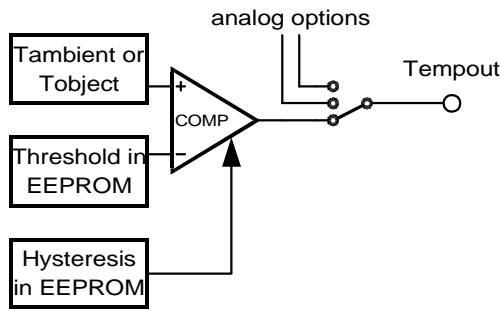 analog options
Tambient or
Tobject
Tempout
+
COMP
−
Threshold in
EEPROM
Hysteresis
in EEPROM